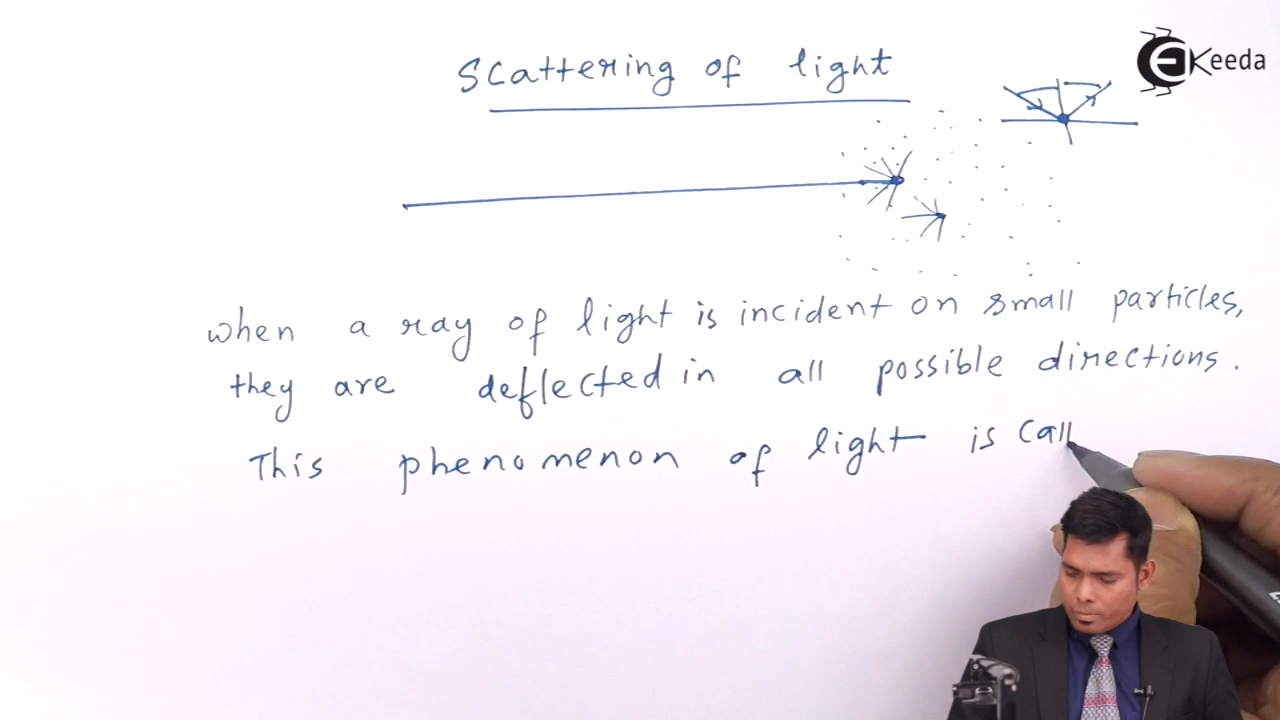 Scattering of light
Keeda
when a ray of light is incident on small particles,
they are deflected in all possible directions.
This phenomenon of light is call